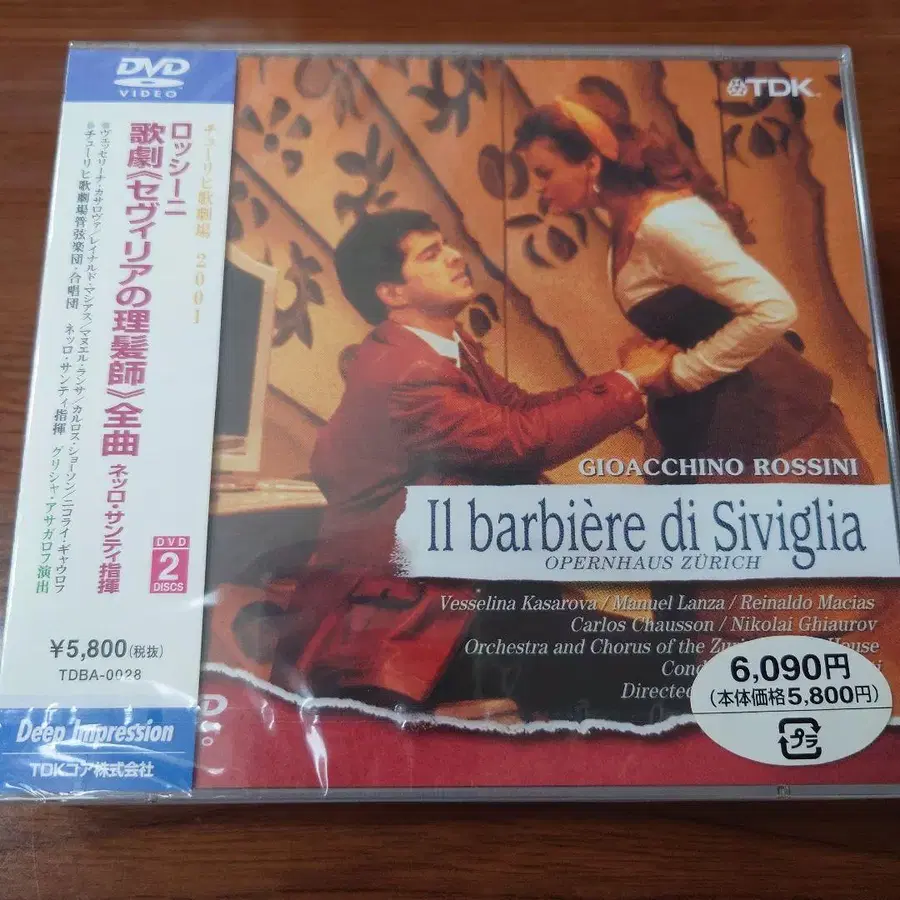 DVD
VIDEO
チューリヒ歌劇場 2001
ロッシーニ
歌劇《セヴィリアの理髪師》全曲 ネッロ・サンティ指揮
ヴェッセリーナ・カサロヴァ/レイナルド・マシアス/マヌエル・ランサ/カルロス・ショーソン/ニコライ・ギャウロフ
チューリヒ歌劇場管弦楽団・合唱団 ネッロ・サンティ指揮 グリシャ・アサガロフ演出
DVD
2
DISCS
¥5,800(税抜)
TDBA-0028
Deep Impression
TDKコア株式会社
TDK
GIOACCHINO ROSSINI
Il barbière di Siviglia
OPERNHAUS ZÜRICH
Vesselina Kasarova / Manuel Lanza / Reinaldo Macias
Carlos Chausson / Nikolai Ghiaurov
Orchestra and Chorus of the
Directed
6,090円
(本体価格5,800円)
プラ